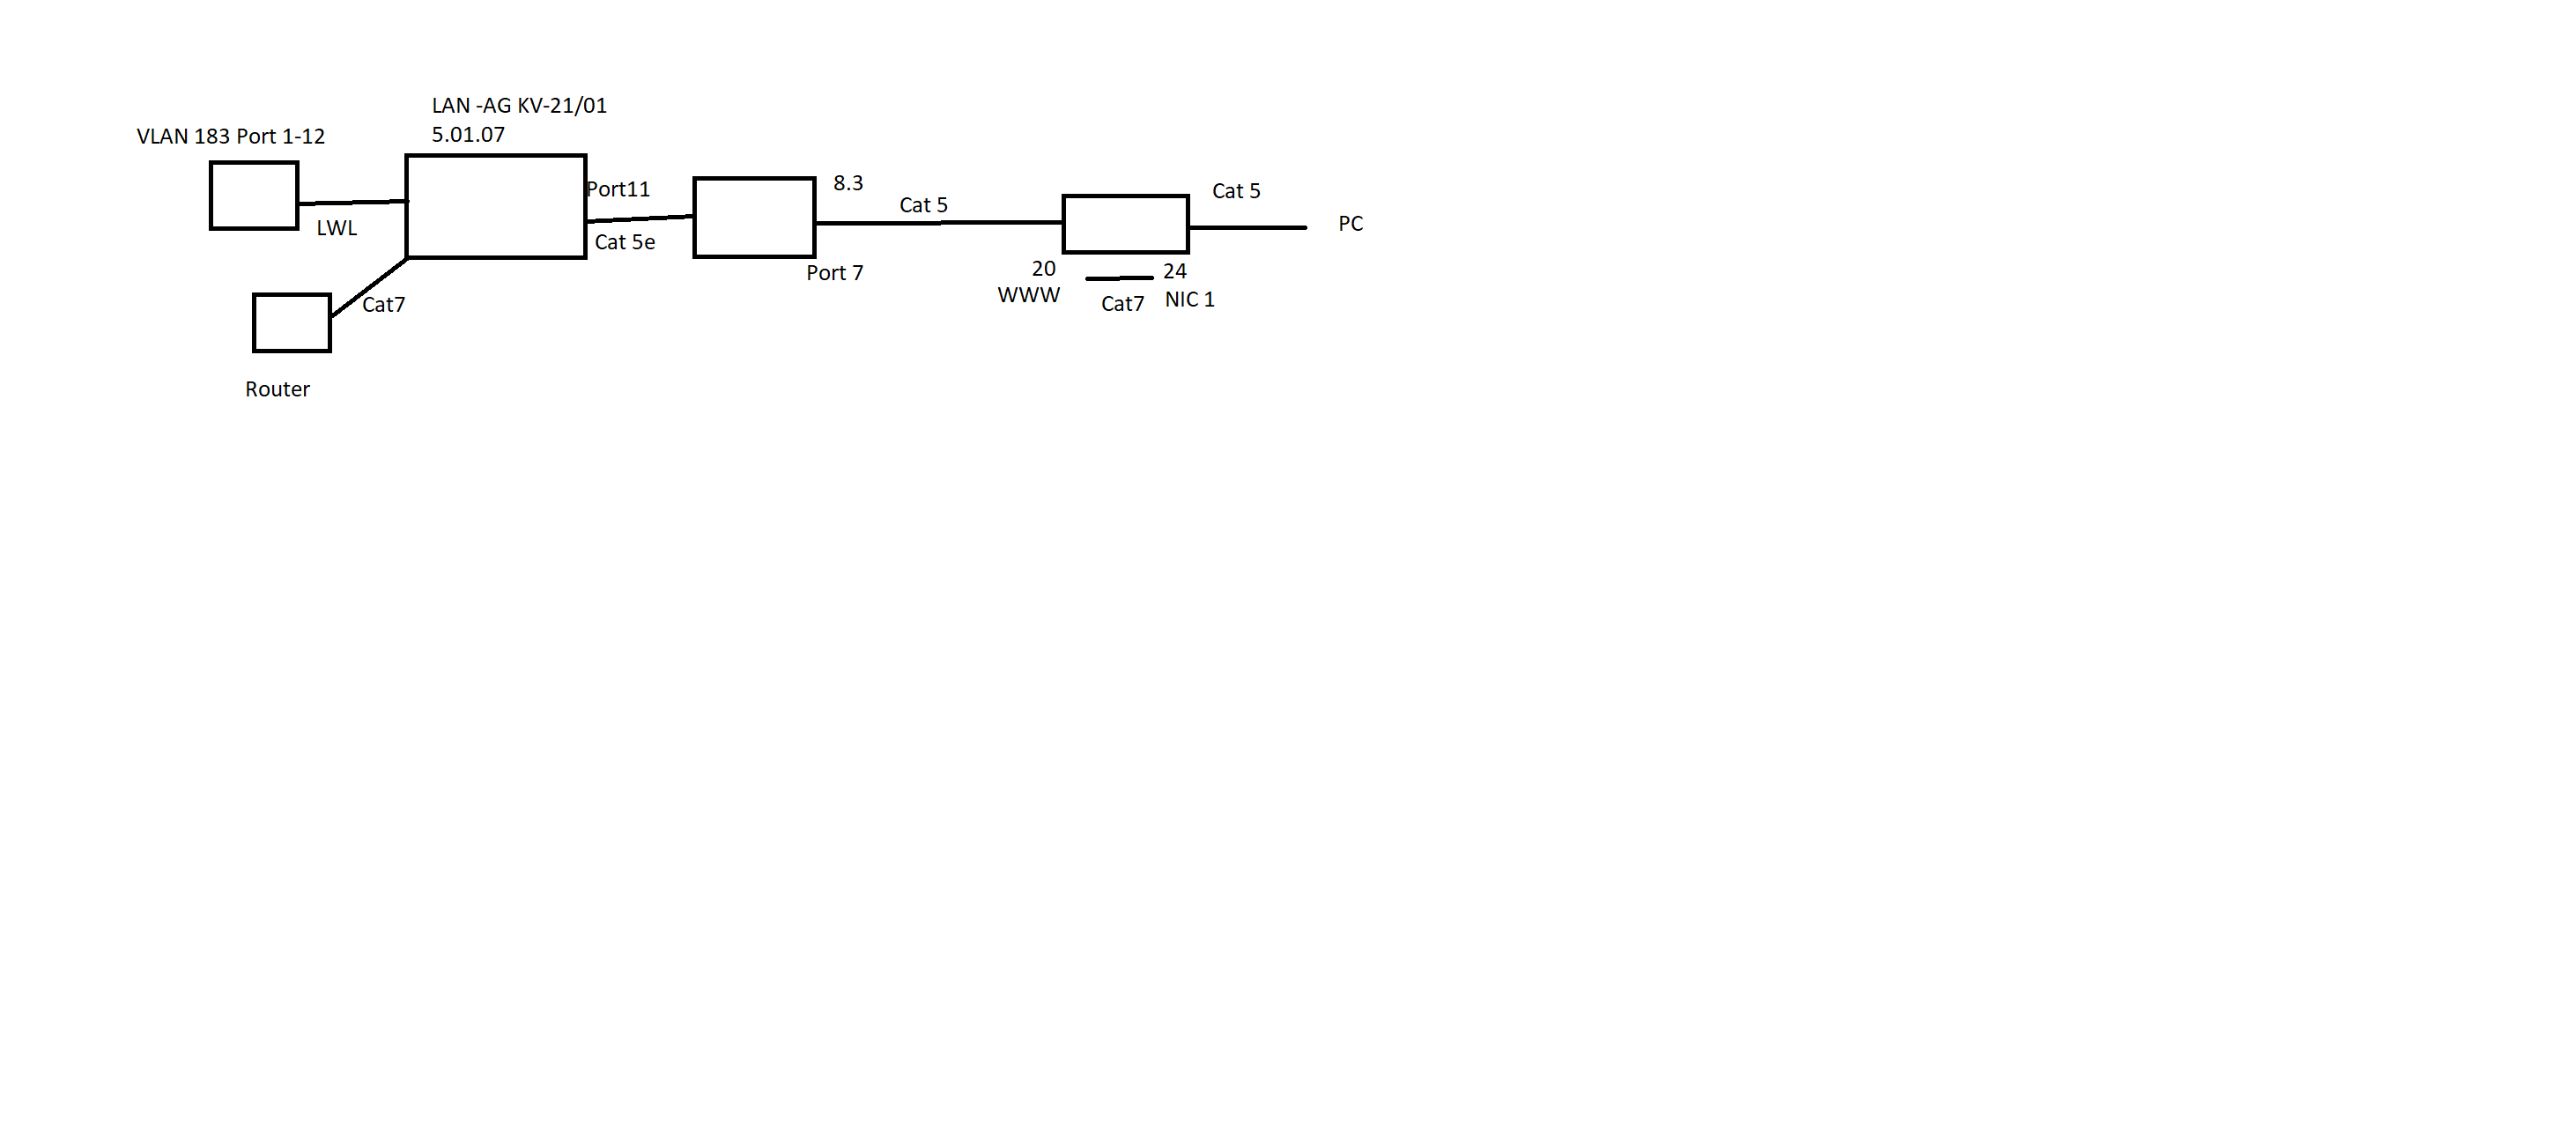 LAN -AG KV-21/01
5.01.07
VLAN 183 Port 1-12
LWL
Port11
Cat 5e
8.3
Port 7
Cat 5
Cat 5
PC
20
WWW
Cat7
24
NIC 1
Cat7
Router